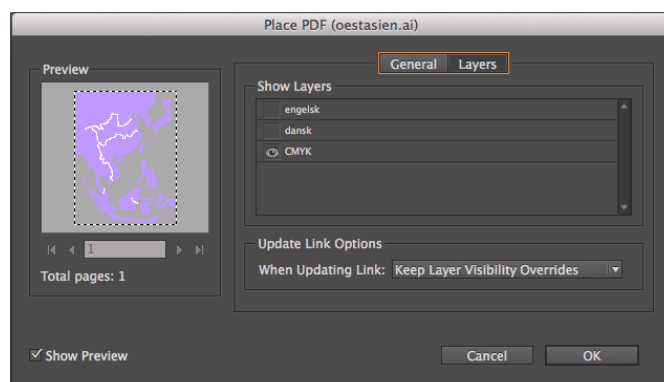 Place PDF (oestasien.ai)
Preview
1
Total pages: 1
General Layers
Show Layers
engelsk
dansk
CMYK
Update Link Options
When Updating Link: Keep Layer Visibility Overrides
Show Preview
Cancel OK